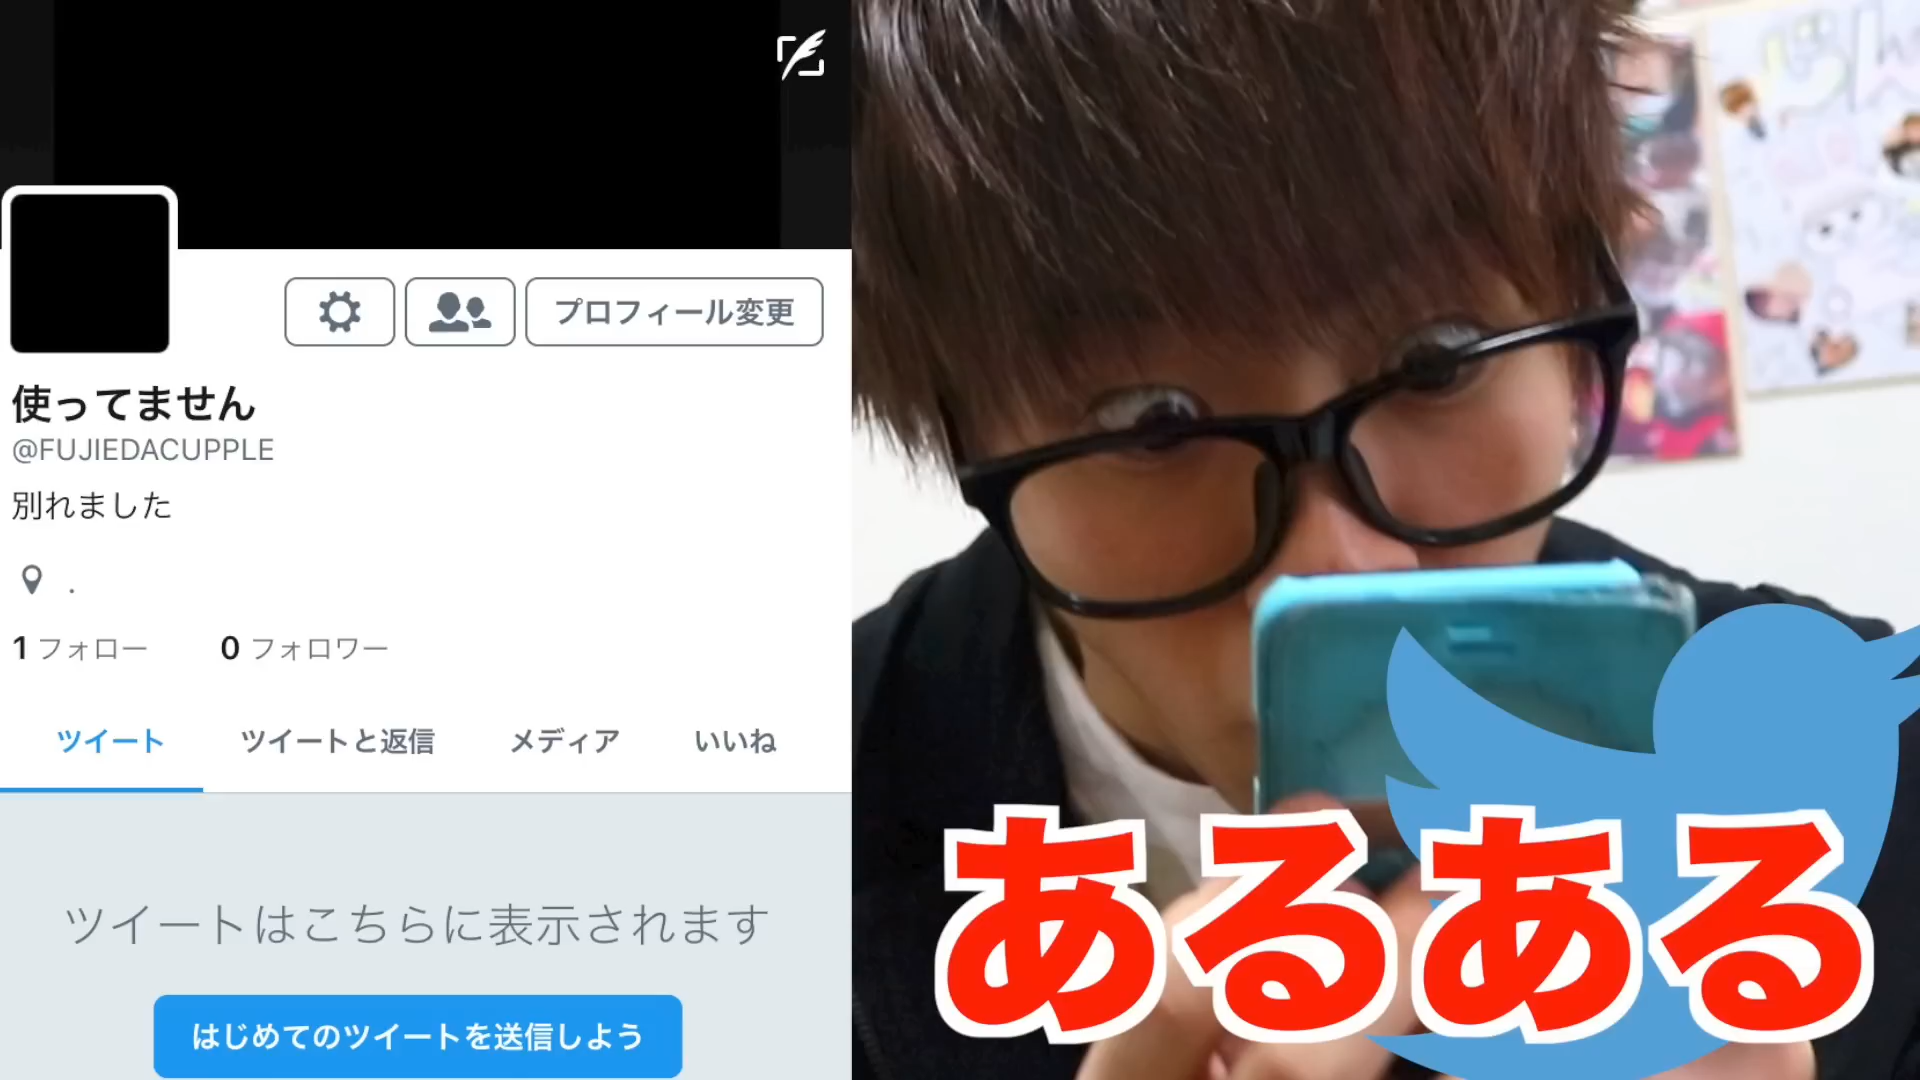 プロフィール変更
使ってません
@FUJIEDACUPPLE
別れました
.
1 フォロー 0 フォロワー
ツイート ツイートと返信 メディア いいね
ツイートはこちらに表示されます
はじめてのツイートを送信しよう
あるある